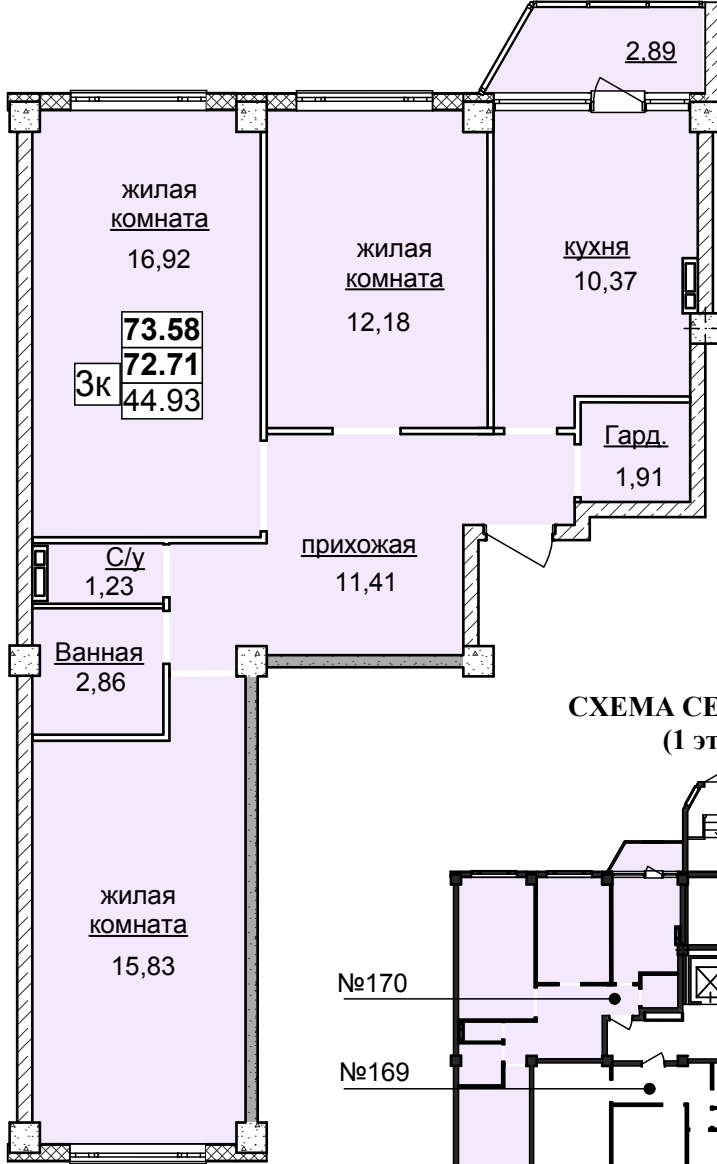 2,89
жилая
комната
16,92
жилая
комната
12,18
кухня
10,37
3к
73.58
72.71
44.93
Гард.
1,91
С/у
1,23
прихожая
11,41
Ванная
2,86
СХЕМА СЕ
(1 эт
жилая
комната
15,83
№170
№169